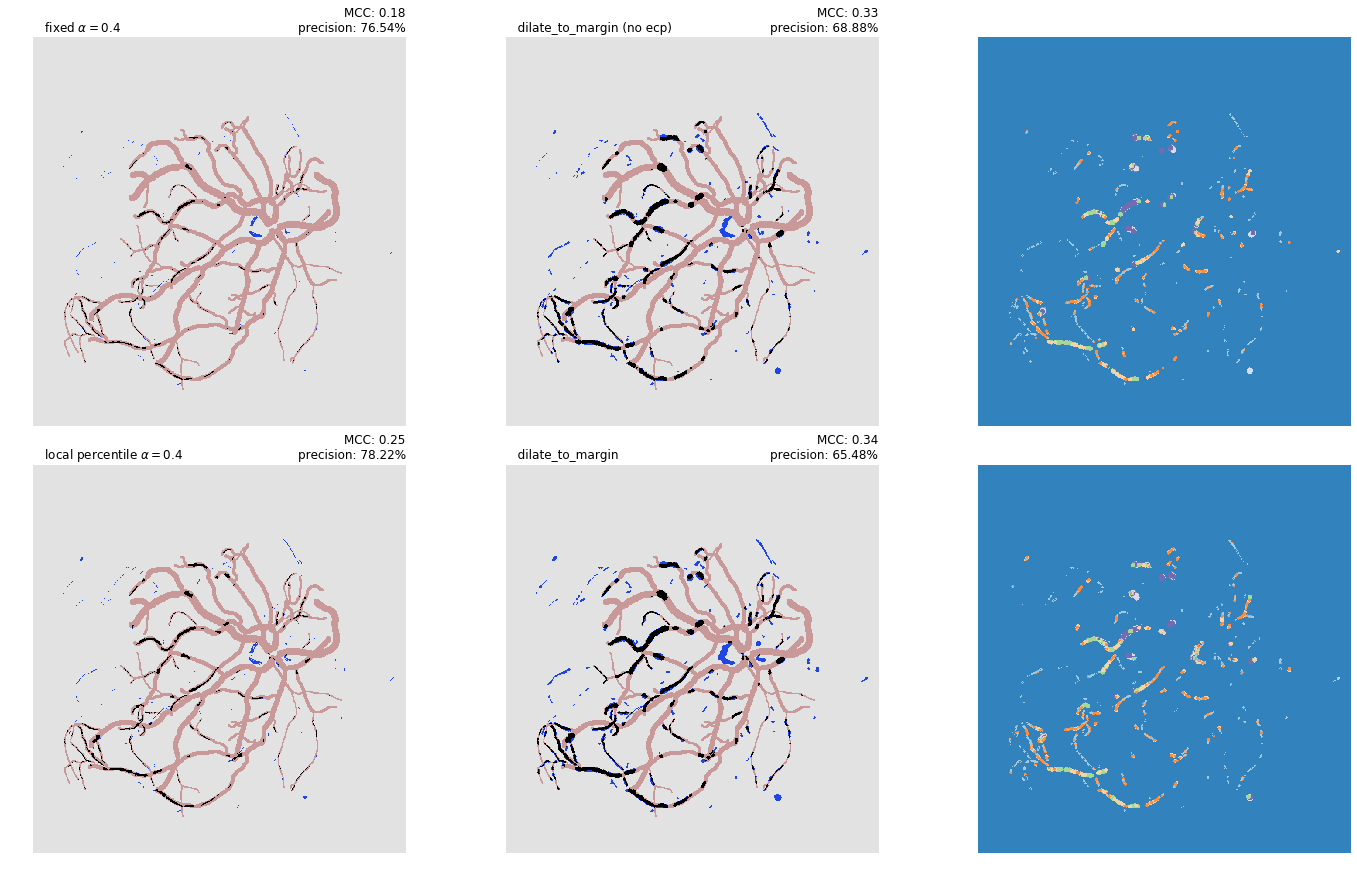 MCC: 0.18
fixed α = 0.4 precision: 76.54%
MCC: 0.33
dilate_to_margin (no ecp) precision: 68.88%
MCC: 0.25
local percentile α = 0.4 precision: 78.22%
MCC: 0.34
dilate_to_margin precision: 65.48%